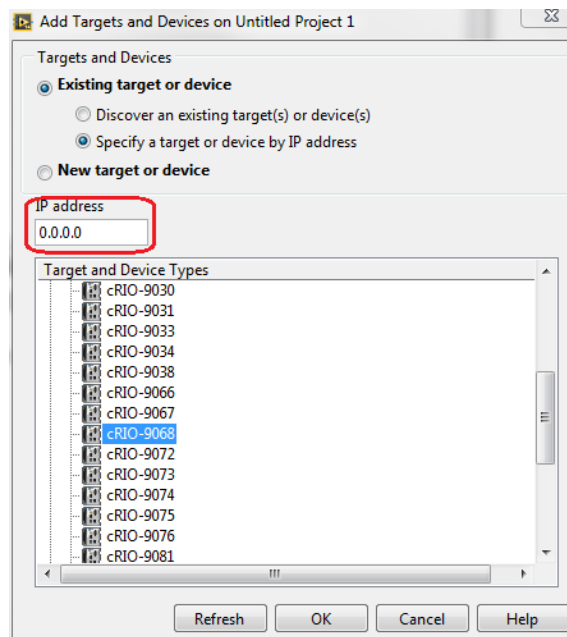 Add Targets and Devices on Untitled Project 1
Targets and Devices
Existing target or device
Discover an existing target(s) or device(s)
Specify a target or device by IP address
New target or device
IP address
0.0.0.0
Target and Device Types
cRIO-9030
cRIO-9031
cRIO-9033
cRIO-9034
cRIO-9038
cRIO-9066
cRIO-9067
cRIO-9068
cRIO-9072
cRIO-9073
cRIO-9074
cRIO-9075
cRIO-9076
cRIO-9081
Refresh OK Cancel Help